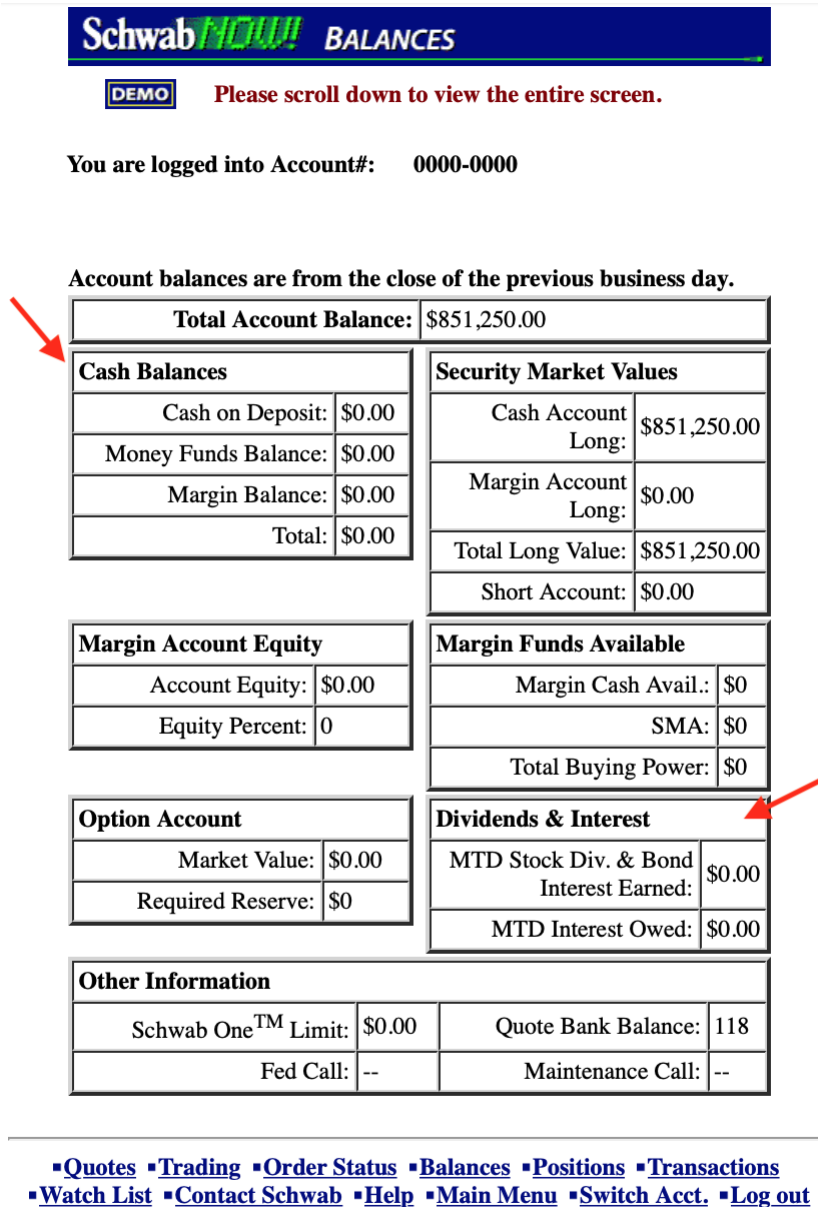 Schwab NOW!! BALANCES
DEMO Please scroll down to view the entire screen.
You are logged into Account#: 0000-0000
Account balances are from the close of the previous business day.
Total Account Balance: $851,250.00
Cash Balances
Cash on Deposit: $0.00
Money Funds Balance: $0.00
Margin Balance: $0.00
Total: $0.00
Security Market Values
Cash Account
Long: $851,250.00
Margin Account
Long: $0.00
Total Long Value: $851,250.00
Short Account: $0.00
Margin Account Equity
Account Equity: $0.00
Equity Percent: 0
Margin Funds Available
Margin Cash Avail.: $0
SMA: $0
Total Buying Power: $0
Option Account
Market Value: $0.00
Required Reserve: $0
Dividends & Interest
MTD Stock Div. & Bond
Interest Earned: $0.00
MTD Interest Owed: $0.00
Other Information
Schwab One™ Limit: $0.00 Quote Bank Balance: 118
Fed Call: -- Maintenance Call: --
▪Quotes ▪Trading ▪Order Status ▪Balances ▪Positions ▪Transactions
▪Watch List ▪Contact Schwab ▪Help ▪Main Menu ▪Switch Acct. ▪Log out